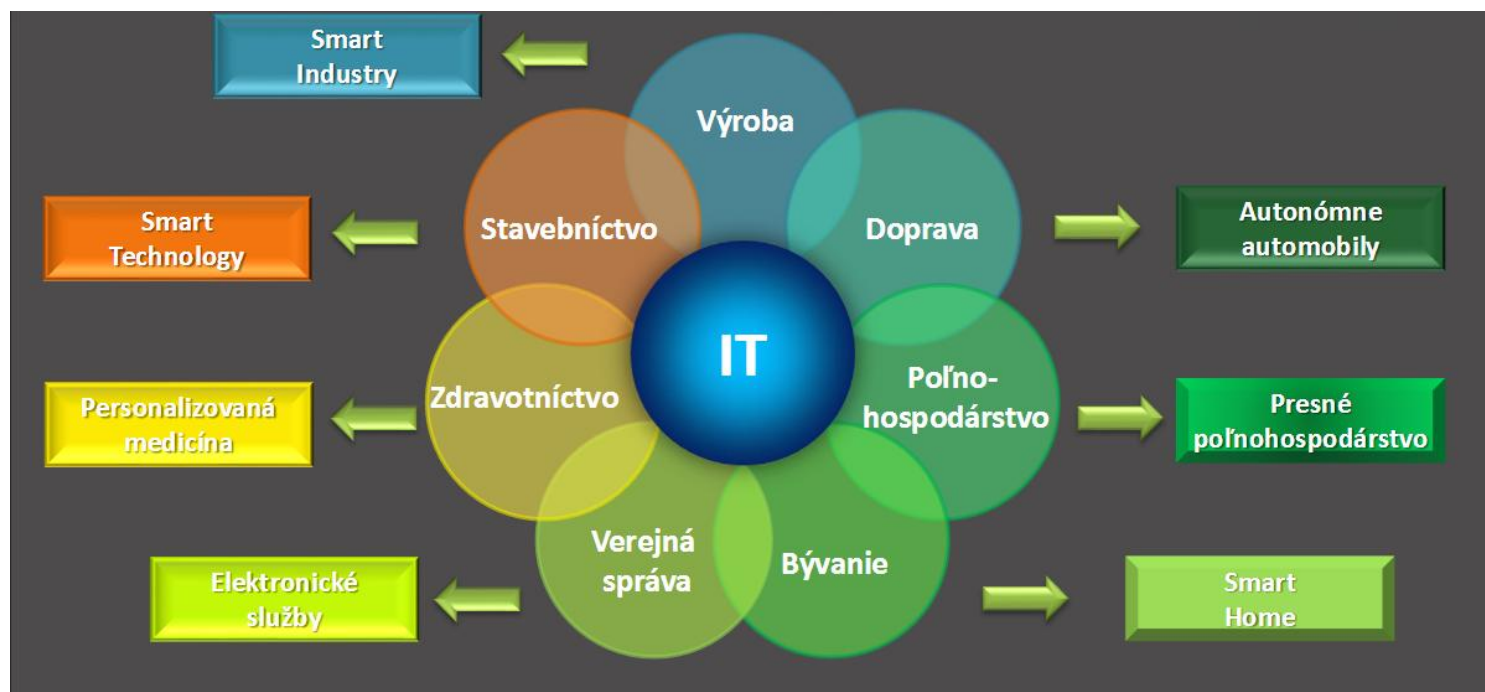 Smart
Industry
Výroba
Stavebníctvo
Doprava
Smart
Technology
Autonómne
automobily
IT
Zdravotníctvo
Poľno-
hospodárstvo
Personalizovaná
medicína
Presné
poľnohospodárstvo
Verejná
správa
Bývanie
Elektronické
služby
Smart
Home